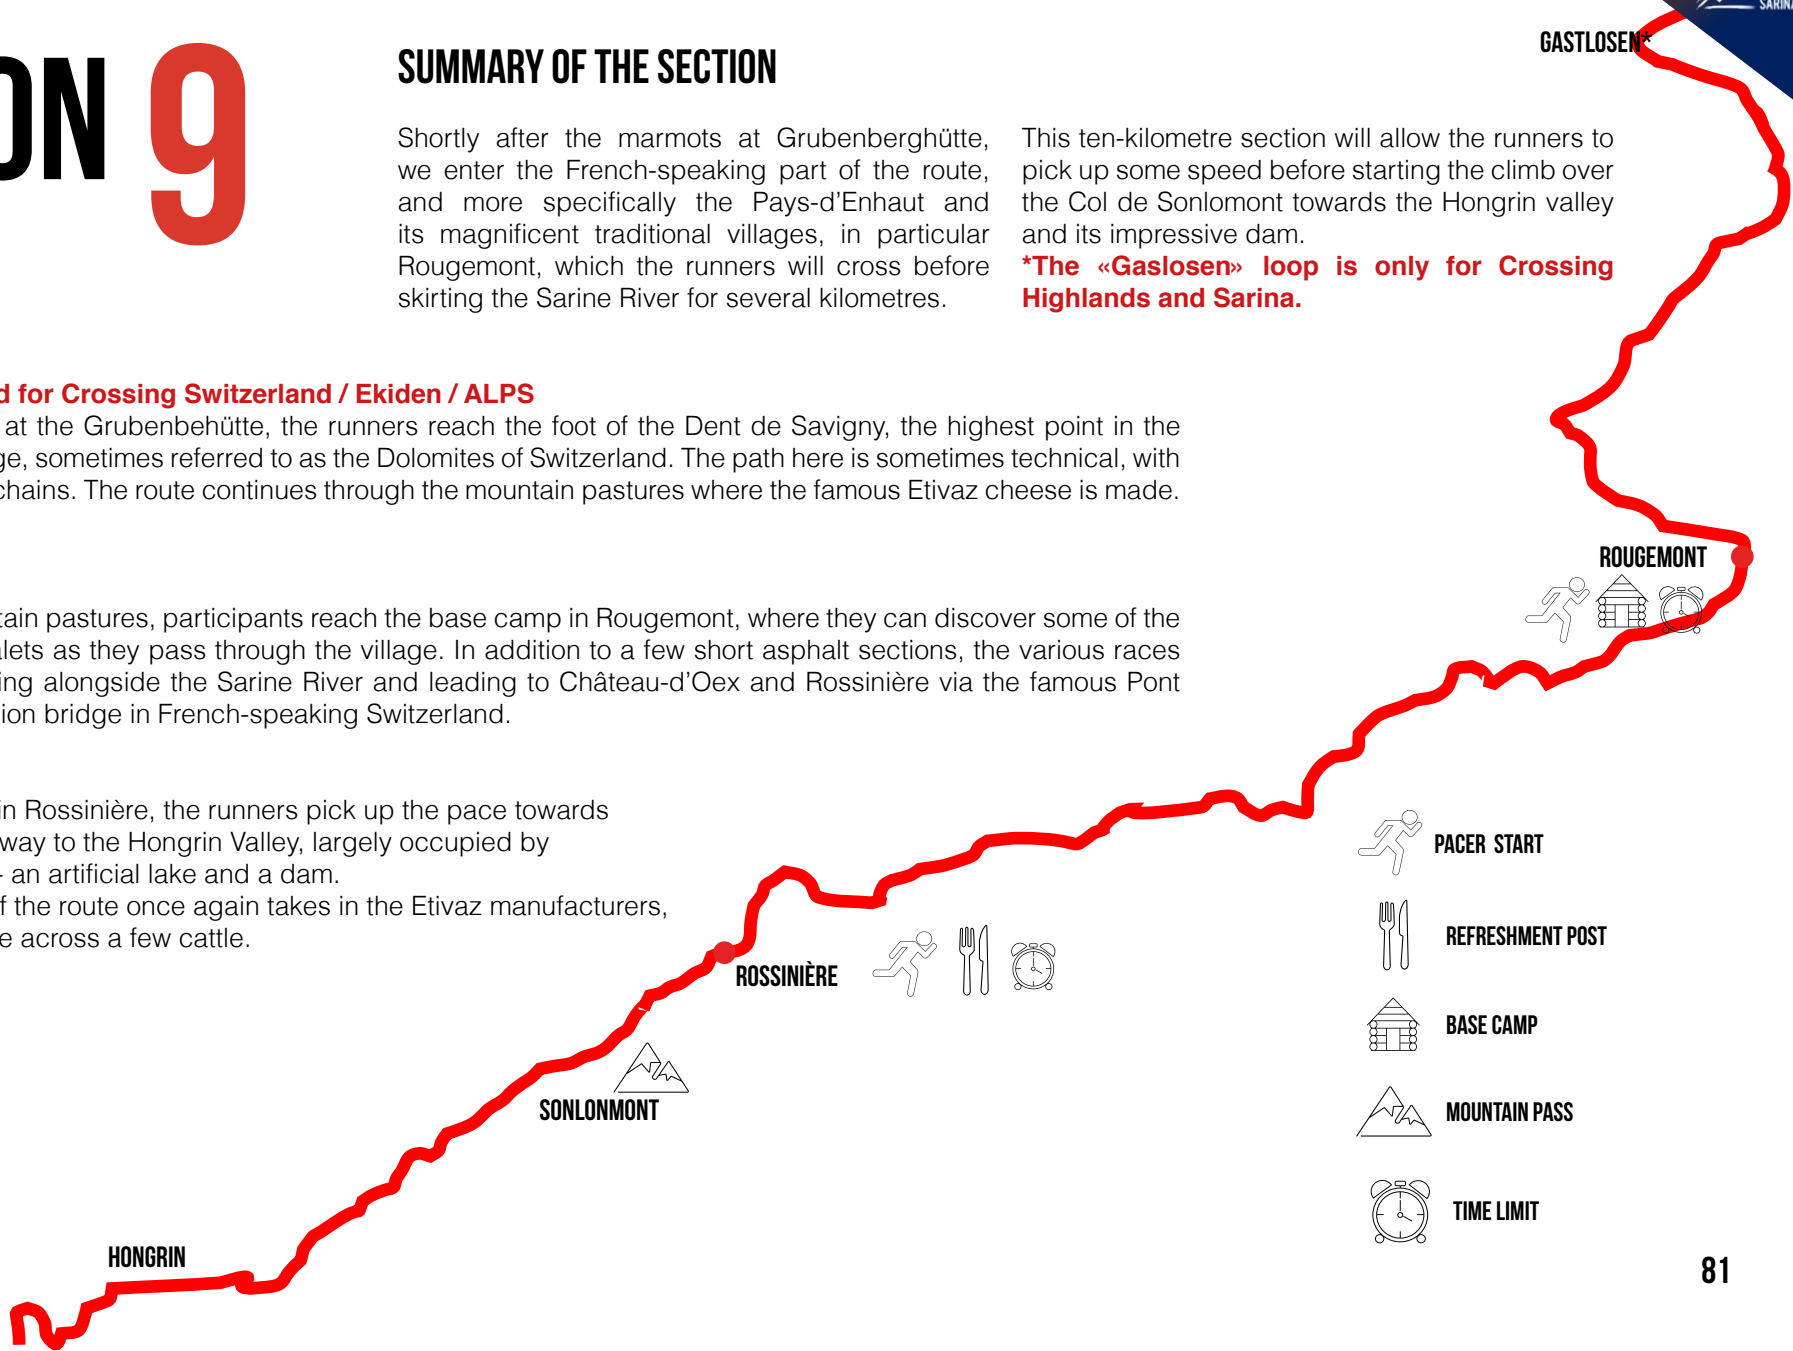 ON 9
SUMMARY OF THE SECTION
Shortly after the marmots at Grubenberghütte,
we enter the French-speaking part of the route,
and more specifically the Pays-d’Enhaut and
its magnificent traditional villages, in particular
Rougemont, which the runners will cross before
skirting the Sarine River for several kilometres.
This ten-kilometre section will allow the runners to
pick up some speed before starting the climb over
the Col de Sonlomont towards the Hongrin valley
and its impressive dam.
*The «Gaslosen» loop is only for Crossing
Highlands and Sarina.
GASTLOSEN*
d for Crossing Switzerland / Ekiden / ALPS
at the Grubenbehütte, the runners reach the foot of the Dent de Savigny, the highest point in the
ge, sometimes referred to as the Dolomites of Switzerland. The path here is sometimes technical, with
chains. The route continues through the mountain pastures where the famous Etivaz cheese is made.
tain pastures, participants reach the base camp in Rougemont, where they can discover some of the
alets as they pass through the village. In addition to a few short asphalt sections, the various races
ing alongside the Sarine River and leading to Château-d’Oex and Rossinière via the famous Pont
ion bridge in French-speaking Switzerland.
in Rossinière, the runners pick up the pace towards
way to the Hongrin Valley, largely occupied by
- an artificial lake and a dam.
f the route once again takes in the Etivaz manufacturers,
e across a few cattle.
ROUGEMONT
ROSSINIÈRE
SONLONMONT
HONGRIN
PACER START
REFRESHMENT POST
BASE CAMP
MOUNTAIN PASS
TIME LIMIT
81